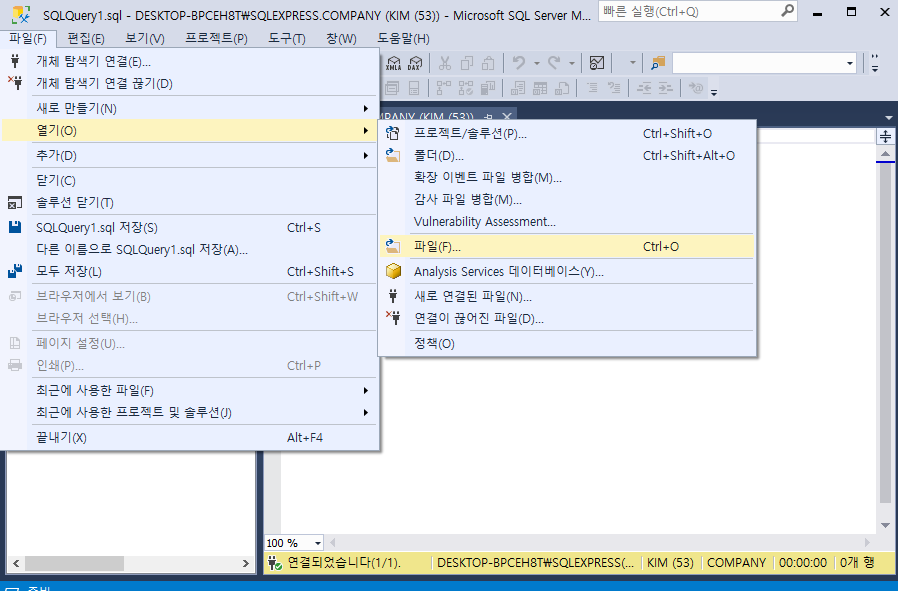 SQLQuery1.sql - DESKTOP-BPCEH8T₩SQLEXPRESS.COMPANY (KIM (53)) - Microsoft SQL Server M...
빠른 실행(Ctrl+Q)
파일(F) 편집(E) 보기(V) 프로젝트(P) 도구(T) 창(W) 도움말(H)
개체 탐색기 연결(E)...
XMLA DAX
개체 탐색기 연결 끊기(D)
새로 만들기(N)
PANY (KIM (53))
열기(O)
프로젝트/솔루션(P)... Ctrl+Shift+O
추가(D)
폴더(D)... Ctrl+Shift+Alt+O
닫기(C)
확장 이벤트 파일 병합(M)...
솔루션 닫기(T)
감사 파일 병합(M)...
SQLQuery1.sql 저장(S) Ctrl+S
Vulnerability Assessment...
다른 이름으로 SQLQuery1.sql 저장(A)...
파일(F)... Ctrl+O
모두 저장(L) Ctrl+Shift+S
Analysis Services 데이터베이스(Y)...
브라우저에서 보기(B) Ctrl+Shift+W
새로 연결된 파일(N)...
브라우저 선택(H)...
연결이 끊어진 파일(D)...
페이지 설정(U)...
정책(O)
인쇄(P)... Ctrl+P
최근에 사용한 파일(F)
최근에 사용한 프로젝트 및 솔루션(J)
끝내기(X) Alt+F4
100 %
연결되었습니다(1/1). DESKTOP-BPCEH8T₩SQLEXPRESS(... KIM (53) COMPANY 00:00:00 0개 행
준비